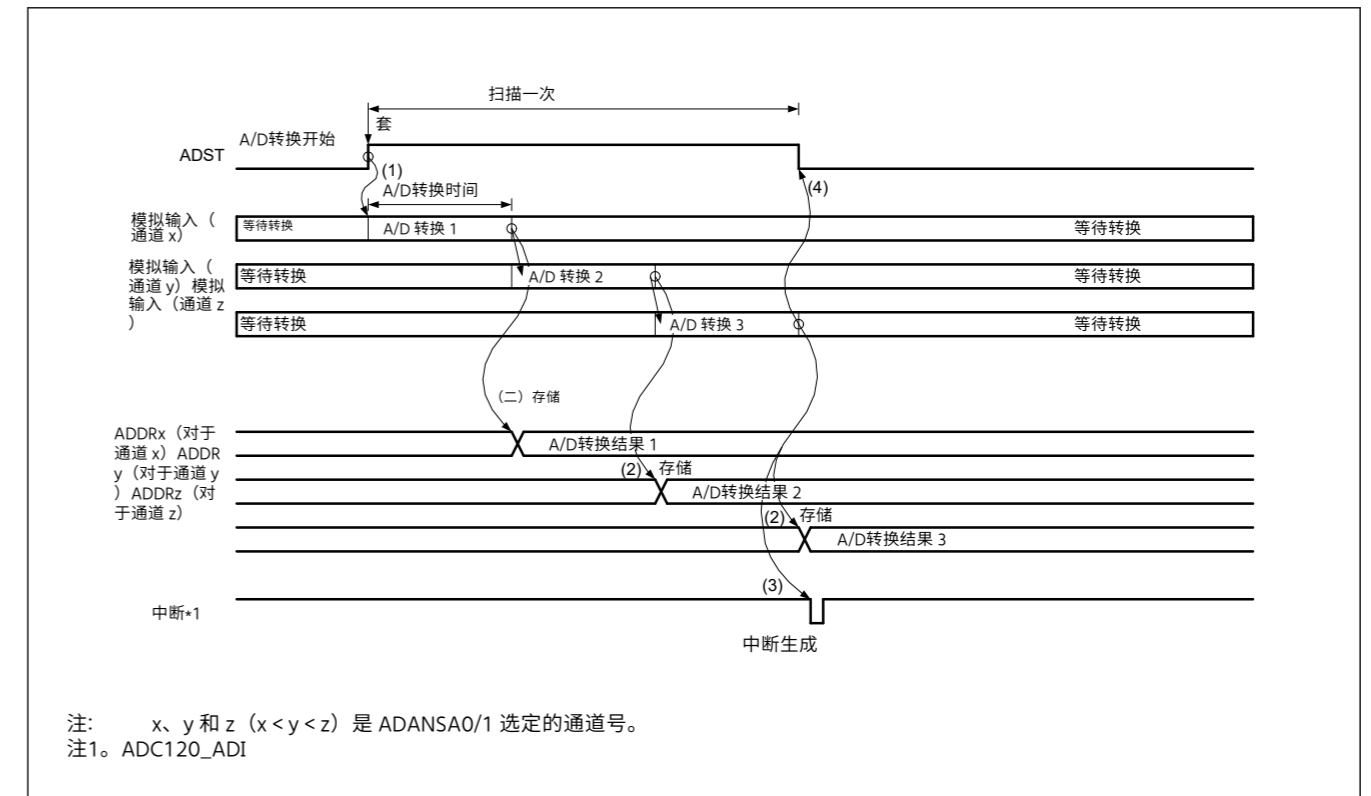 扫描一次
套
A/D转换开始
ADST
(1)
(4)
A/D转换时间
模拟输入（
通道 x）
等待转换
A/D 转换 1
等待转换
模拟输入（
通道 y）模拟
输入（通道 z
）
等待转换
A/D 转换 2
等待转换
等待转换
A/D 转换 3
等待转换
（二）存储
ADDRx（对于
通道 x）ADDR
y（对于通道 y
）ADDRz（对
于通道 z）
A/D转换结果 1
(2) 存储
A/D转换结果 2
(2) 存储
A/D转换结果 3
(3)
中断*1
中断生成
注: x、y 和 z（x < y < z）是 ADANSA0/1 选定的通道号。
注1。ADC120_ADI